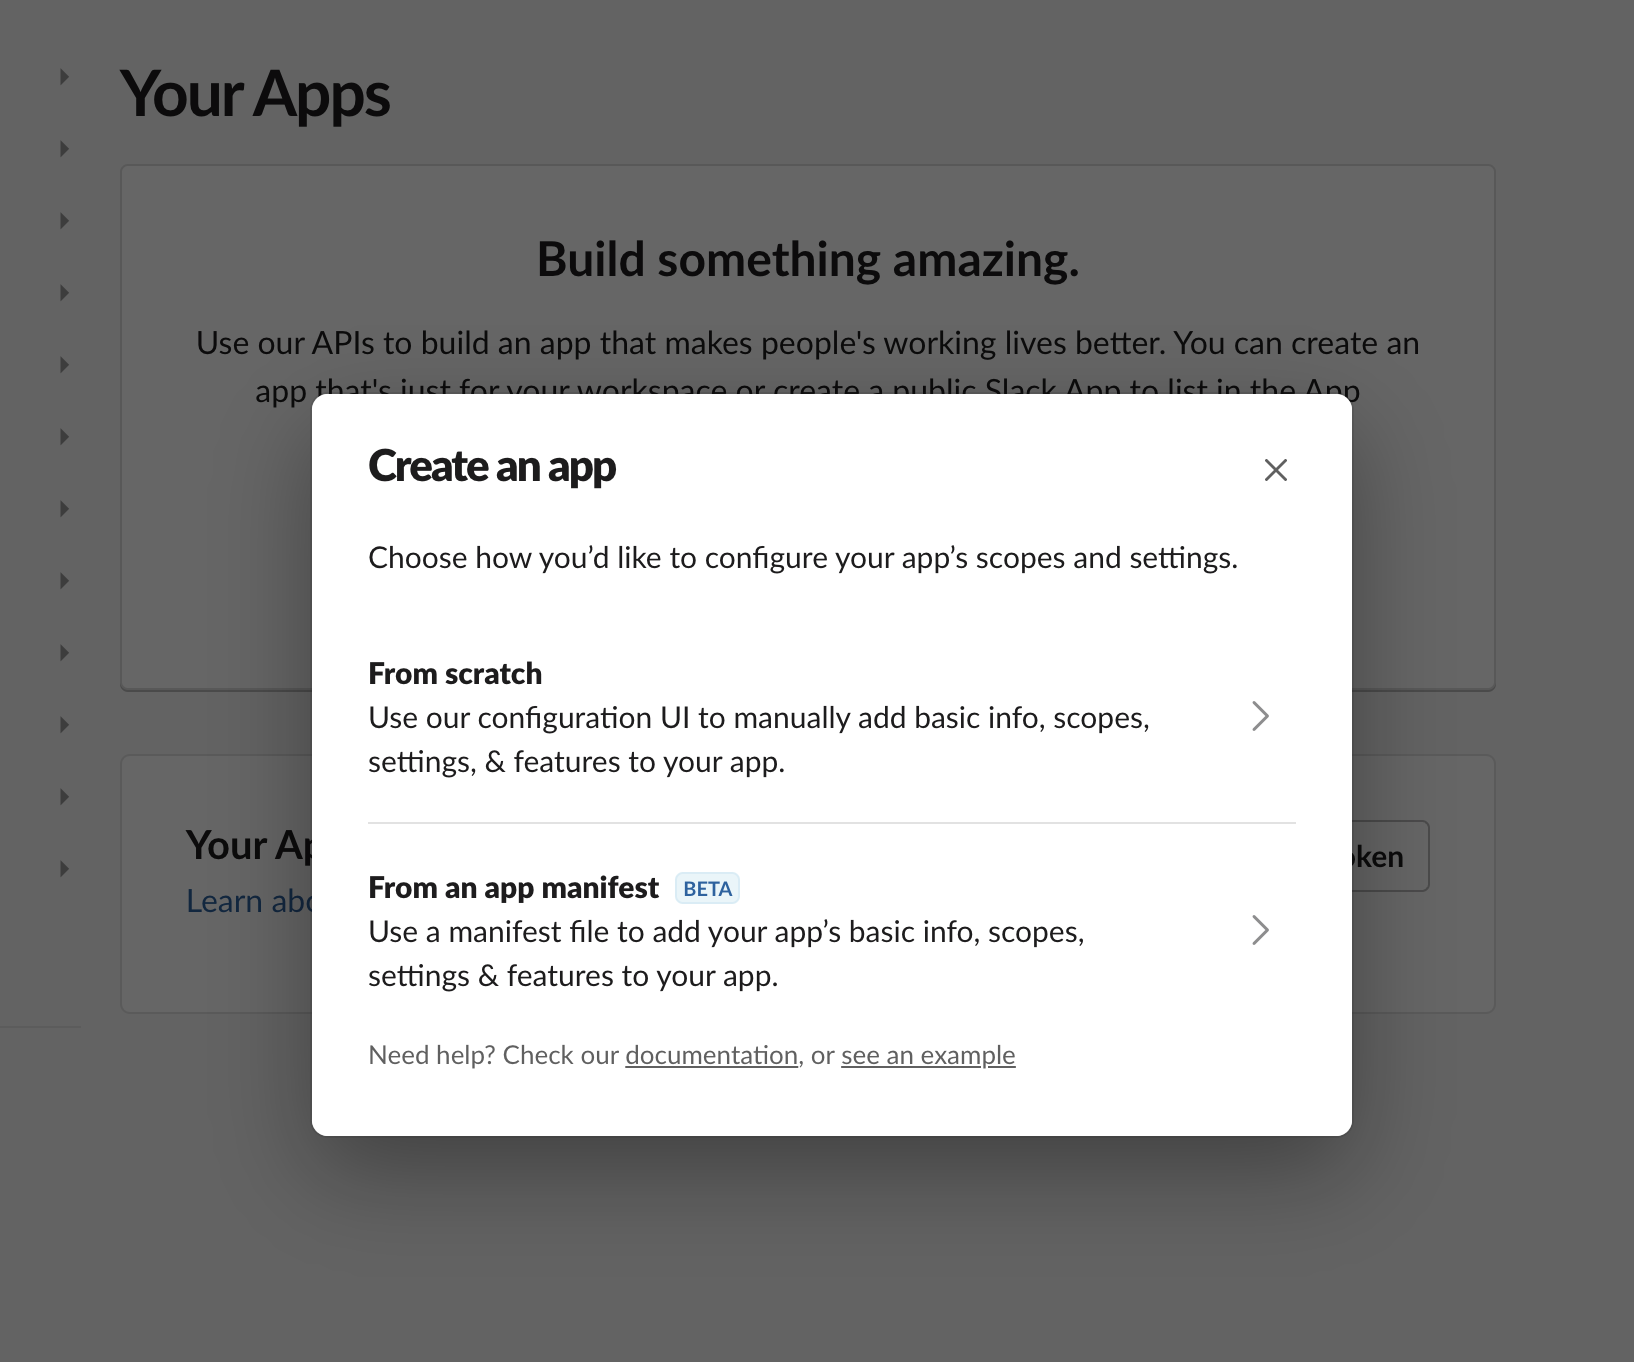 Your Apps
Build something amazing.
Use our APIs to build an app that makes people's working lives better. You can create an
app that's just for your workspace or create a public Slack App to list in the App
Create an app
Choose how you’d like to configure your app’s scopes and settings.
From scratch
Use our configuration UI to manually add basic info, scopes,
settings, & features to your app.
From an app manifest BETA
Use a manifest file to add your app’s basic info, scopes,
settings & features to your app.
Need help? Check our documentation, or see an example
Your
Learn